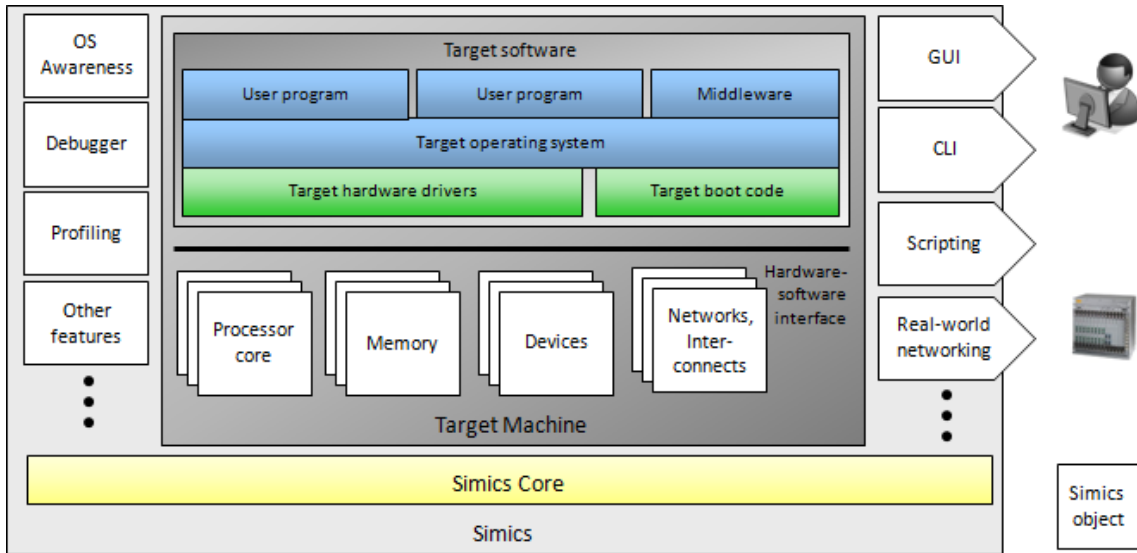 OS
Awareness
Debugger
Profiling
Other
features
Target software
User program
User program
Middleware
Target operating system
Target hardware drivers
Target boot code
Hardware-
software
interface
Processor
core
Memory
Devices
Networks,
Inter-
connects
Target Machine
GUI
CLI
Scripting
Real-world
networking
Simics Core
Simics
Simics
object